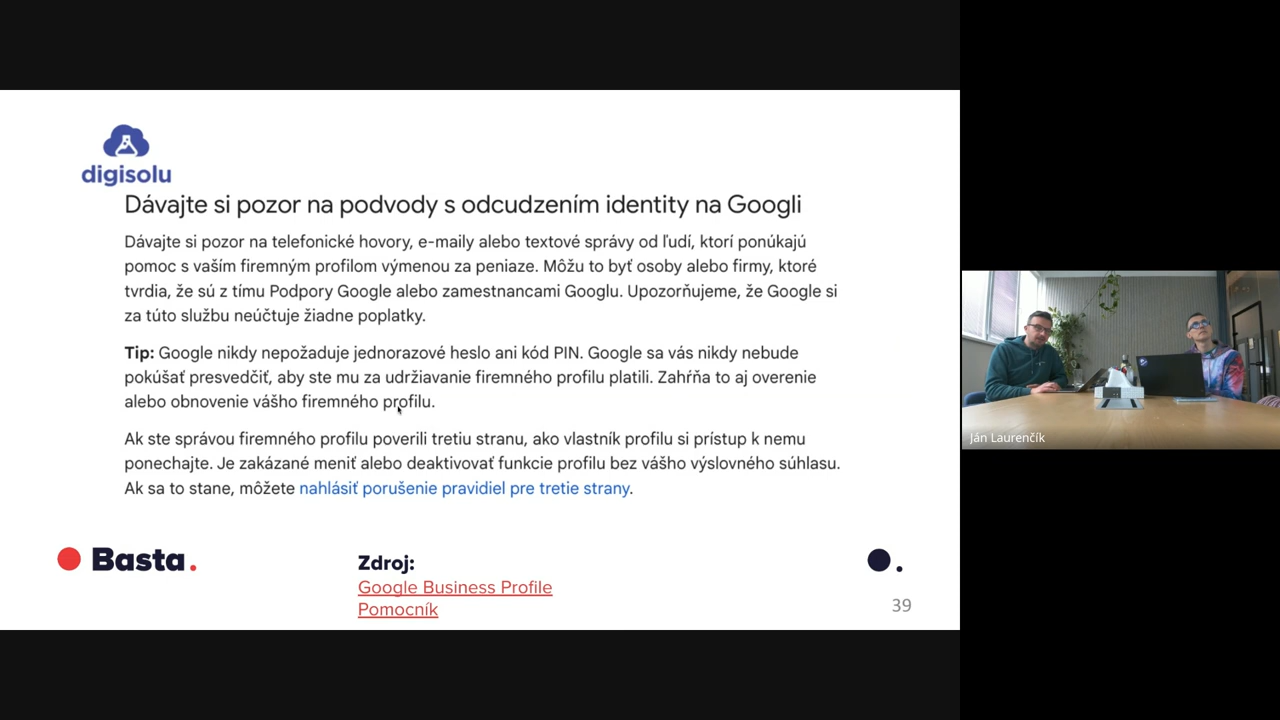 digisolu
Dávajte si pozor na podvody s odcudzením identity na Googli
Dávajte si pozor na telefonické hovory, e-maily alebo textové správy od ľudí, ktorí ponúkajú
pomoc s vaším firemným profilom výmenou za peniaze. Môžu to byť osoby alebo firmy, ktoré
tvrdia, že sú z tímu Podpory Google alebo zamestnancami Googlu. Upozorňujeme, že Google si
za túto službu neúčtuje žiadne poplatky.
Tip: Google nikdy nepožaduje jednorazové heslo ani kód PIN. Google sa vás nikdy nebude
pokúšať presvedčiť, aby ste mu za udržiavanie firemného profilu platili. Zahŕňa to aj overenie
alebo obnovenie vášho firemného profilu.
Ak ste správou firemného profilu poverili tretiu stranu, ako vlastník profilu si prístup k nemu
ponechajte. Je zakázané meniť alebo deaktivovať funkcie profilu bez vášho výslovného súhlasu.
Ak sa to stane, môžete nahlásiť porušenie pravidiel pre tretie strany.
Basta.
Zdroj:
Google Business Profile
Pomocník
39
Ján Laurenčík